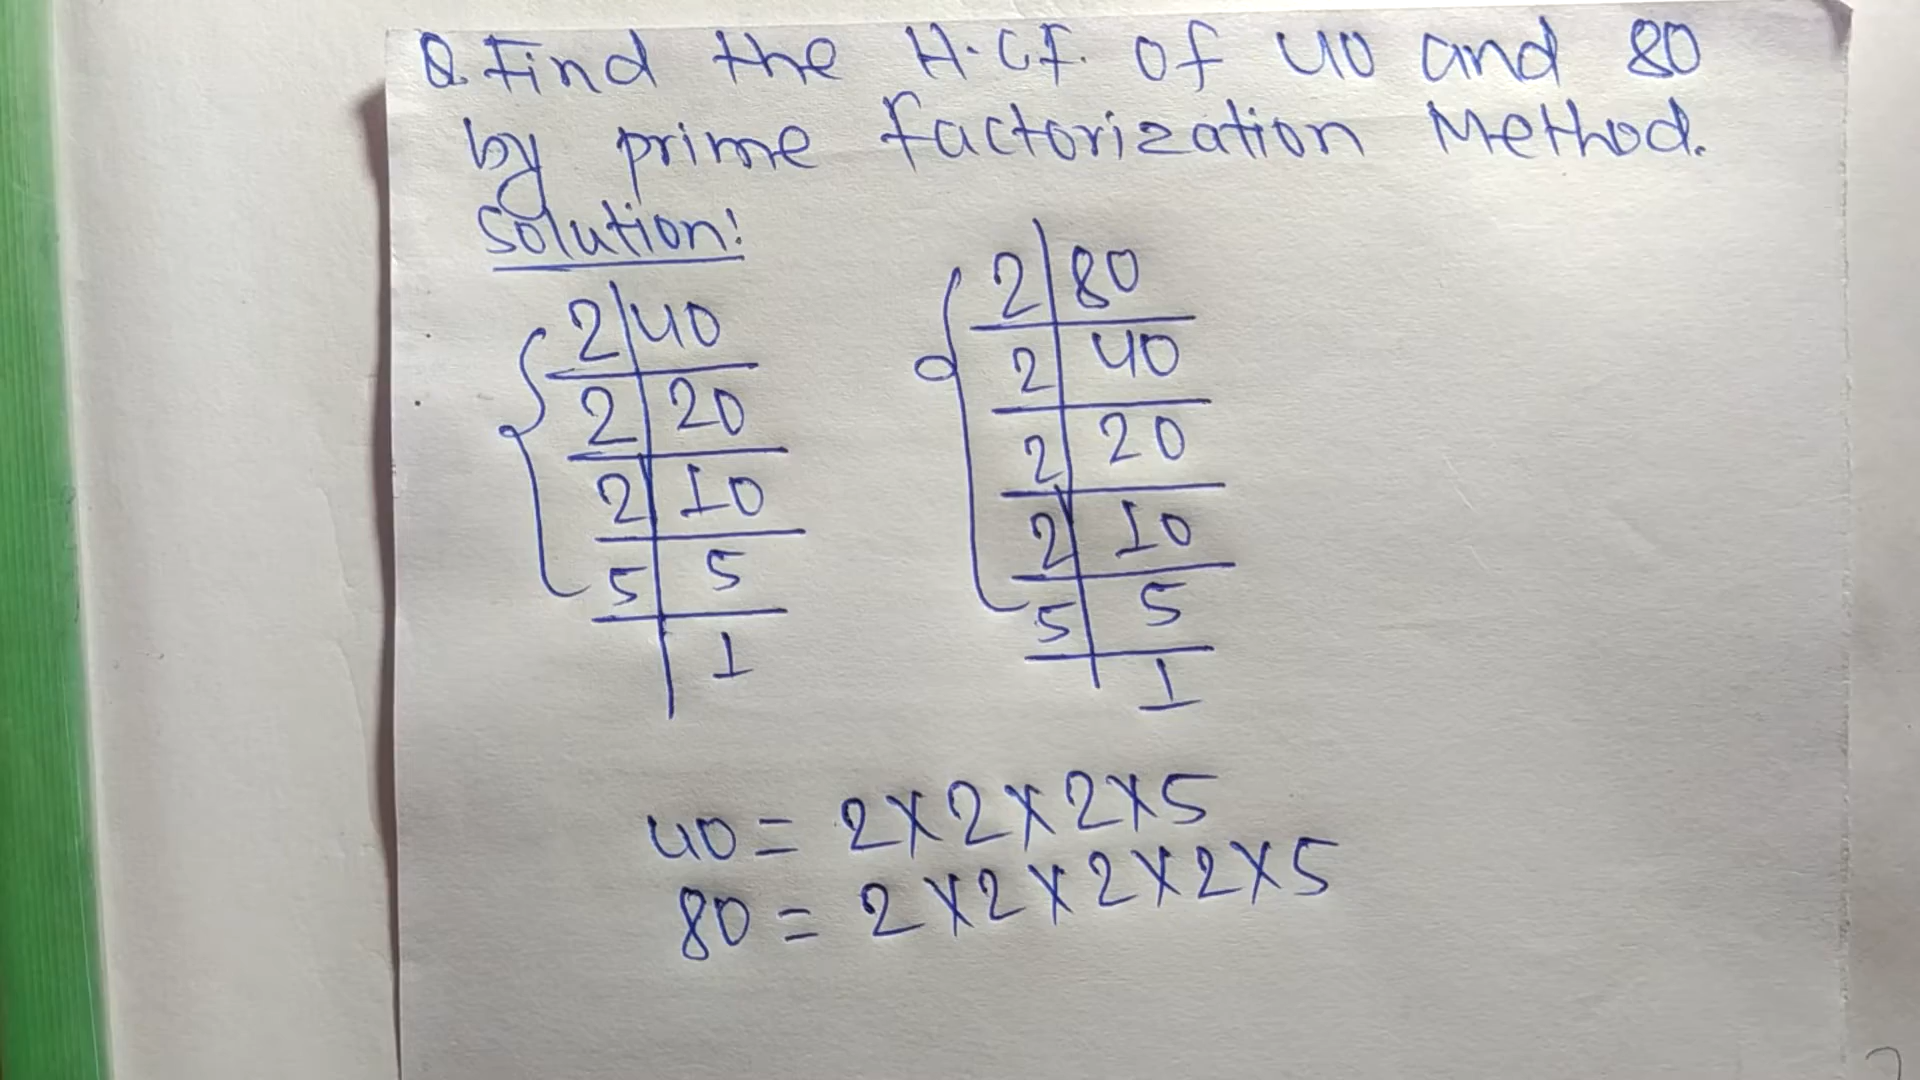 Q. Find the H.C.F. of 40 and 80
by prime factorization Method.
Solution:
2 40
2 20
2 10
5 5
1
2 80
2 40
2 20
2 10
5 5
1
40 = 2×2×2×5
80 = 2×2×2×2×5